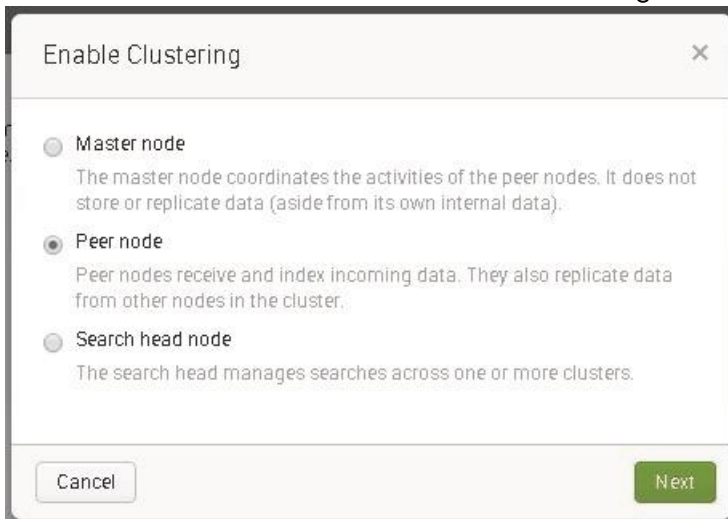 Enable Clustering
×
Master node
The master node coordinates the activities of the peer nodes. It does not
store or replicate data (aside from its own internal data).
Peer node
Peer nodes receive and index incoming data. They also replicate data
from other nodes in the cluster.
Search head node
The search head manages searches across one or more clusters.
Cancel
Next